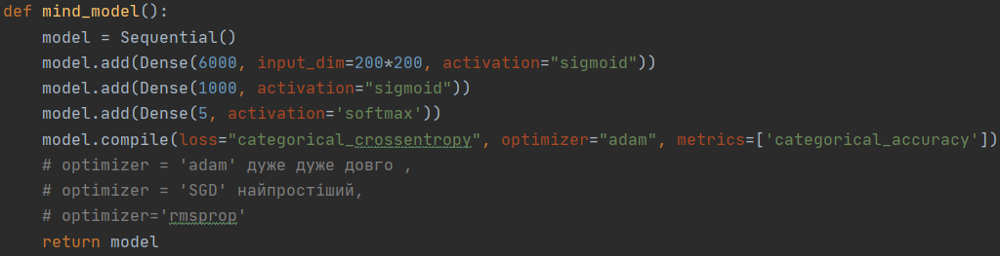 def mind_model():
    model = Sequential()
    model.add(Dense(6000, input_dim=200*200, activation="sigmoid"))
    model.add(Dense(1000, activation="sigmoid"))
    model.add(Dense(5, activation='softmax'))
    model.compile(loss="categorical_crossentropy", optimizer="adam", metrics=['categorical_accuracy'])
    # optimizer = 'adam' дуже дуже довго ,
    # optimizer = 'SGD' найпростіший,
    # optimizer='rmsprop'
    return model